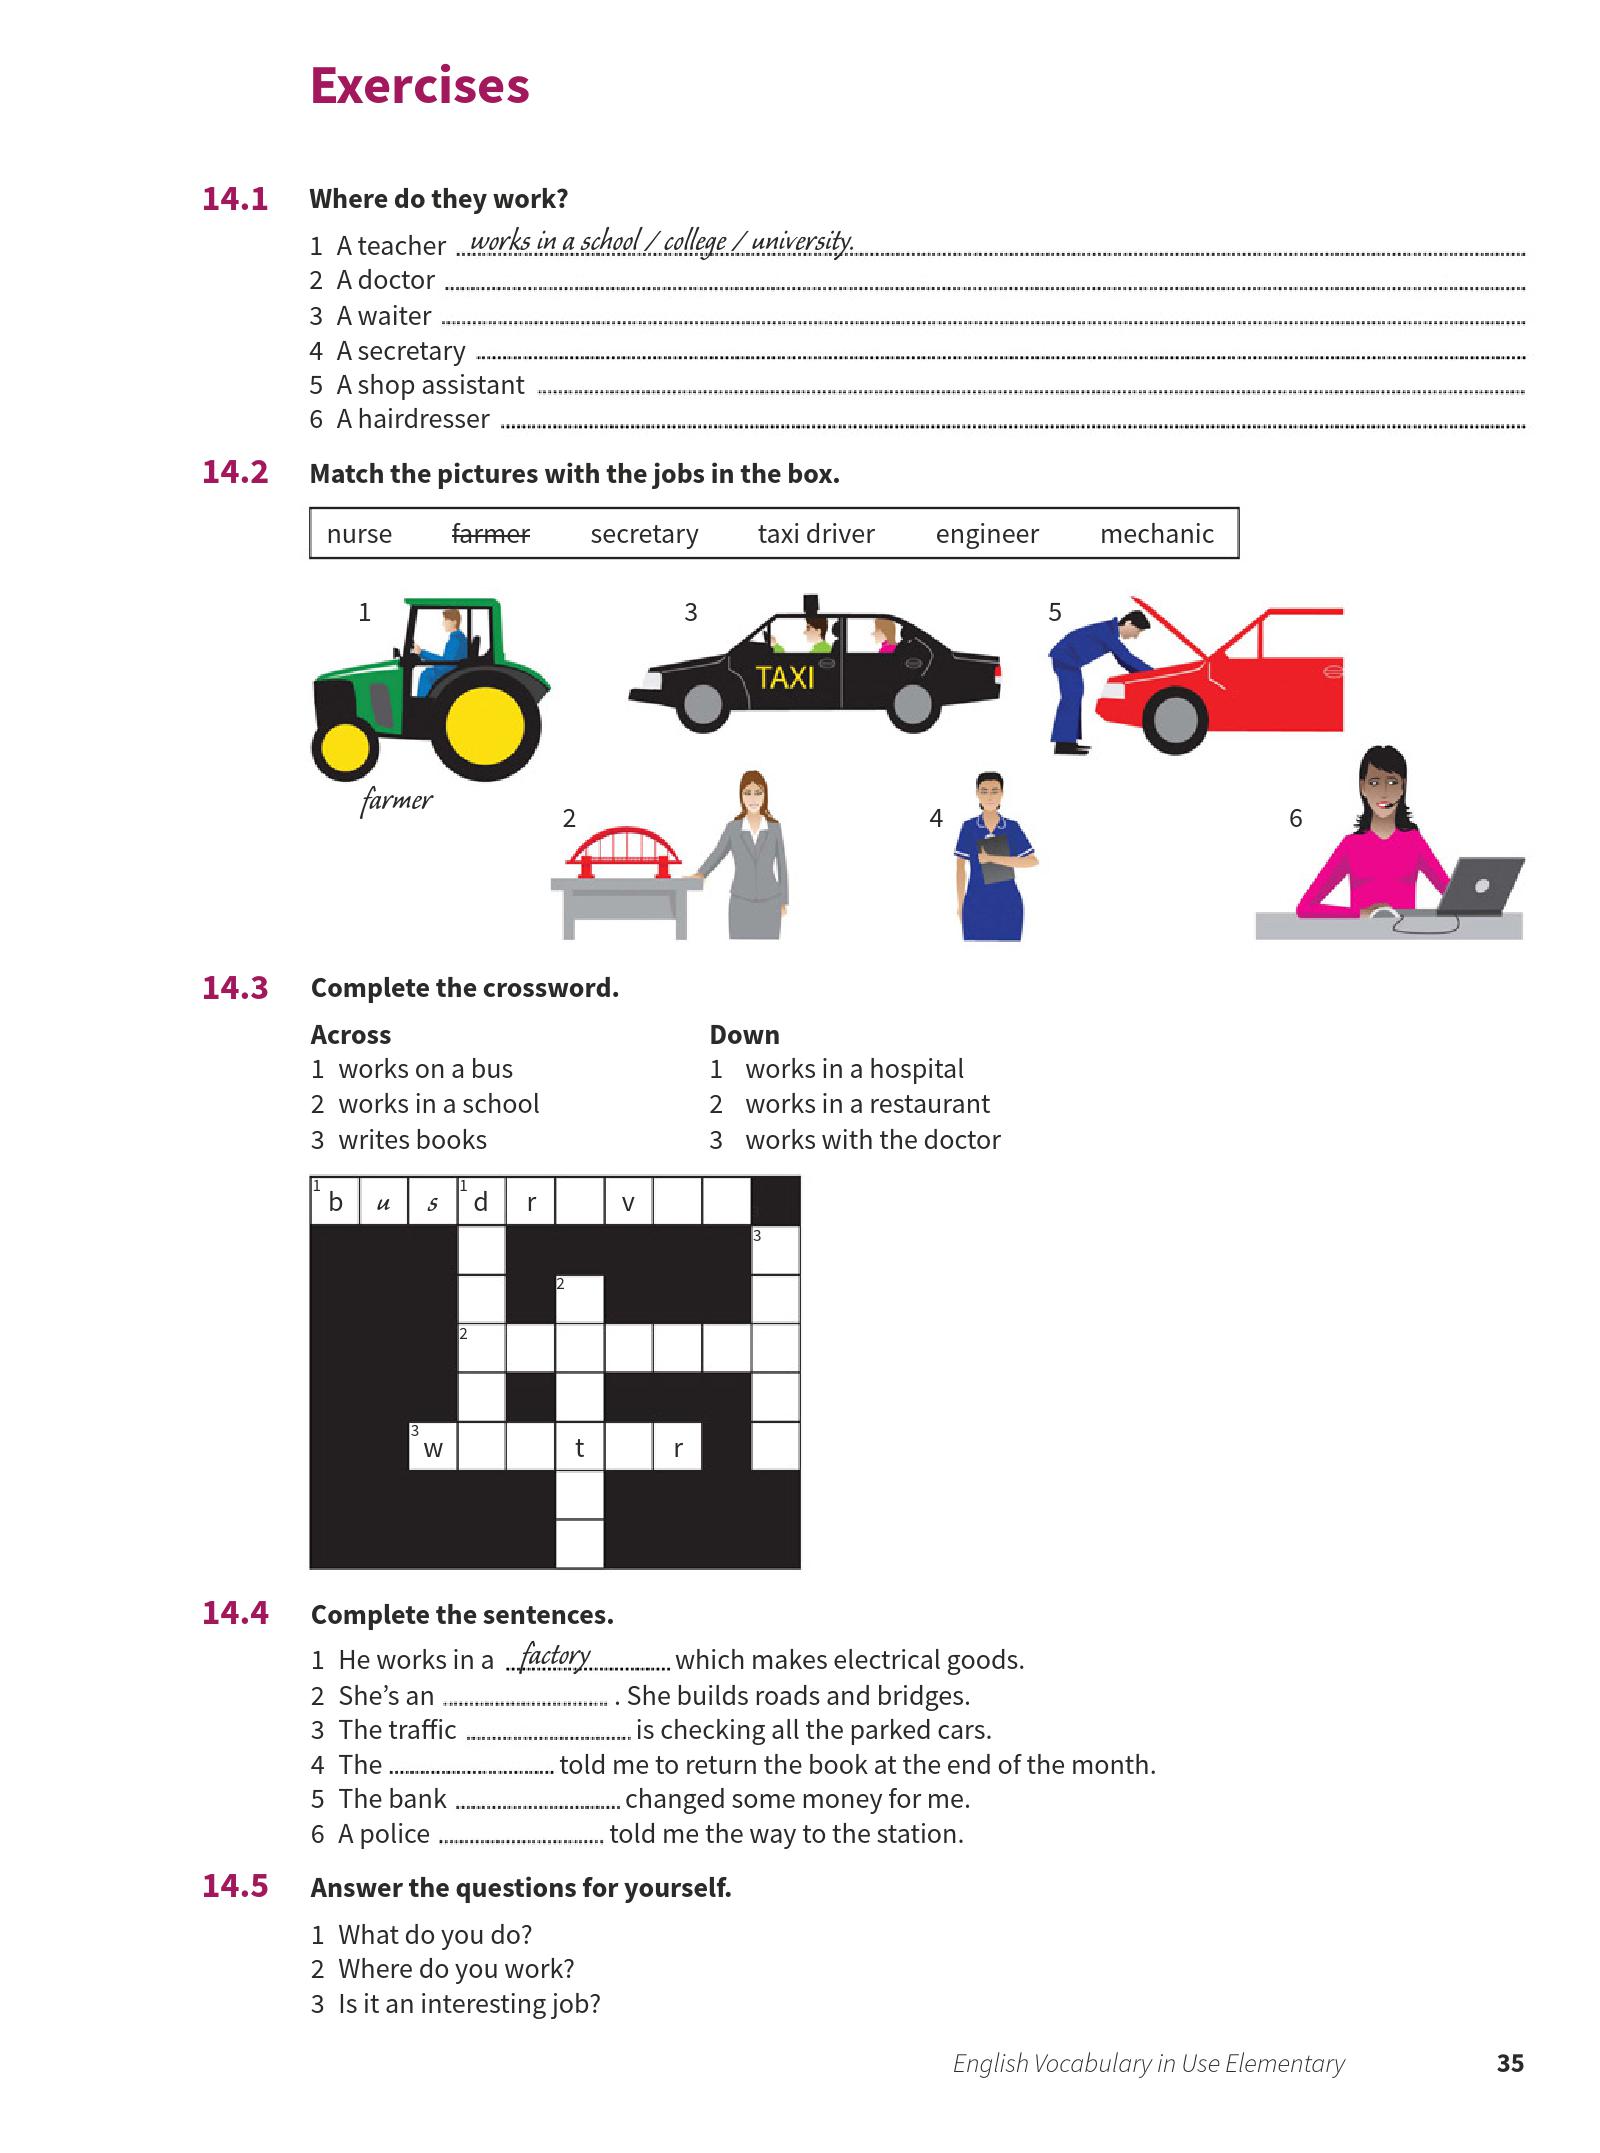 Exercises
14.1 Where do they work?
1 A teacher works in a school / college / university.
2 A doctor
3 A waiter
4 A secretary
5 A shop assistant
6 A hairdresser
14.2 Match the pictures with the jobs in the box.
nurse farmer secretary taxi driver engineer mechanic
1 3 5
TAXI
farmer
2 4 6
14.3 Complete the crossword.
Across Down
1 works on a bus 1 works in a hospital
2 works in a school 2 works in a restaurant
3 writes books 3 works with the doctor
1 b u s 1 d r v
3
2
2
3 w t r
14.4 Complete the sentences.
1 He works in a factory which makes electrical goods.
2 She's an . She builds roads and bridges.
3 The traffic is checking all the parked cars.
4 The told me to return the book at the end of the month.
5 The bank changed some money for me.
6 A police told me the way to the station.
14.5 Answer the questions for yourself.
1 What do you do?
2 Where do you work?
3 Is it an interesting job?
English Vocabulary in Use Elementary 35